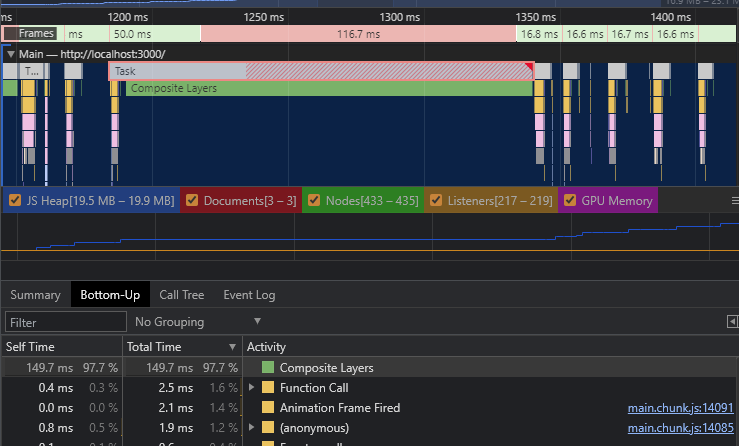 16.9 MB – 23.1 M
ms 1200 ms 1250 ms 1300 ms 1350 ms 1400 ms
Frames ms 50.0 ms 116.7 ms 16.8 ms 16.6 ms 16.7 ms 16.6 ms
▼ Main — http://localhost:3000/
T... Task
Composite Layers
JS Heap[19.5 MB – 19.9 MB] Documents[3 – 3] Nodes[433 – 435] Listeners[217 – 219] GPU Memory
Summary Bottom-Up Call Tree Event Log
Filter No Grouping ▼
Self Time Total Time ▼ Activity
149.7 ms 97.7 % 149.7 ms 97.7 % Composite Layers
0.4 ms 0.3 % 2.5 ms 1.6 % ▶ Function Call
0.0 ms 0.0 % 2.1 ms 1.4 % Animation Frame Fired main.chunk.js:14091
0.8 ms 0.5 % 1.9 ms 1.2 % ▶ (anonymous) main.chunk.js:14085